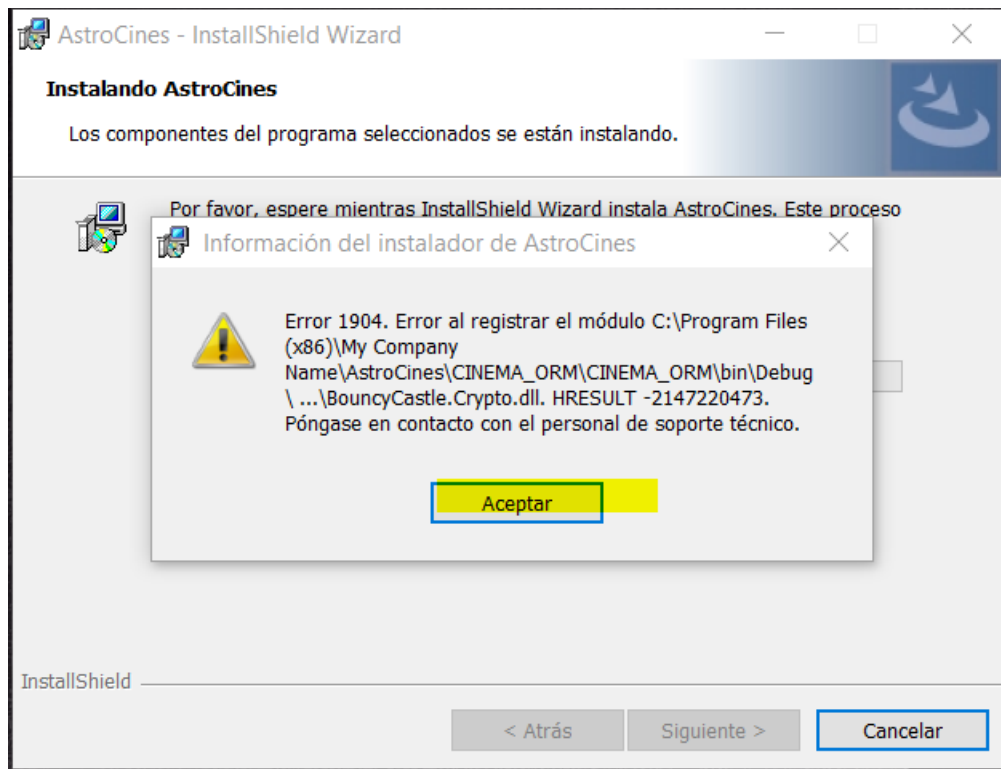 AstroCines - InstallShield Wizard
Instalando AstroCines
Los componentes del programa seleccionados se están instalando.
Por favor, espere mientras InstallShield Wizard instala AstroCines. Este proceso
Información del instalador de AstroCines
Error 1904. Error al registrar el módulo C:\Program Files
(x86)\My Company
Name\AstroCines\CINEMA_ORM\CINEMA_ORM\bin\Debug
\ ...\BouncyCastle.Crypto.dll. HRESULT -2147220473.
Póngase en contacto con el personal de soporte técnico.
Aceptar
InstallShield
< Atrás
Siguiente >
Cancelar